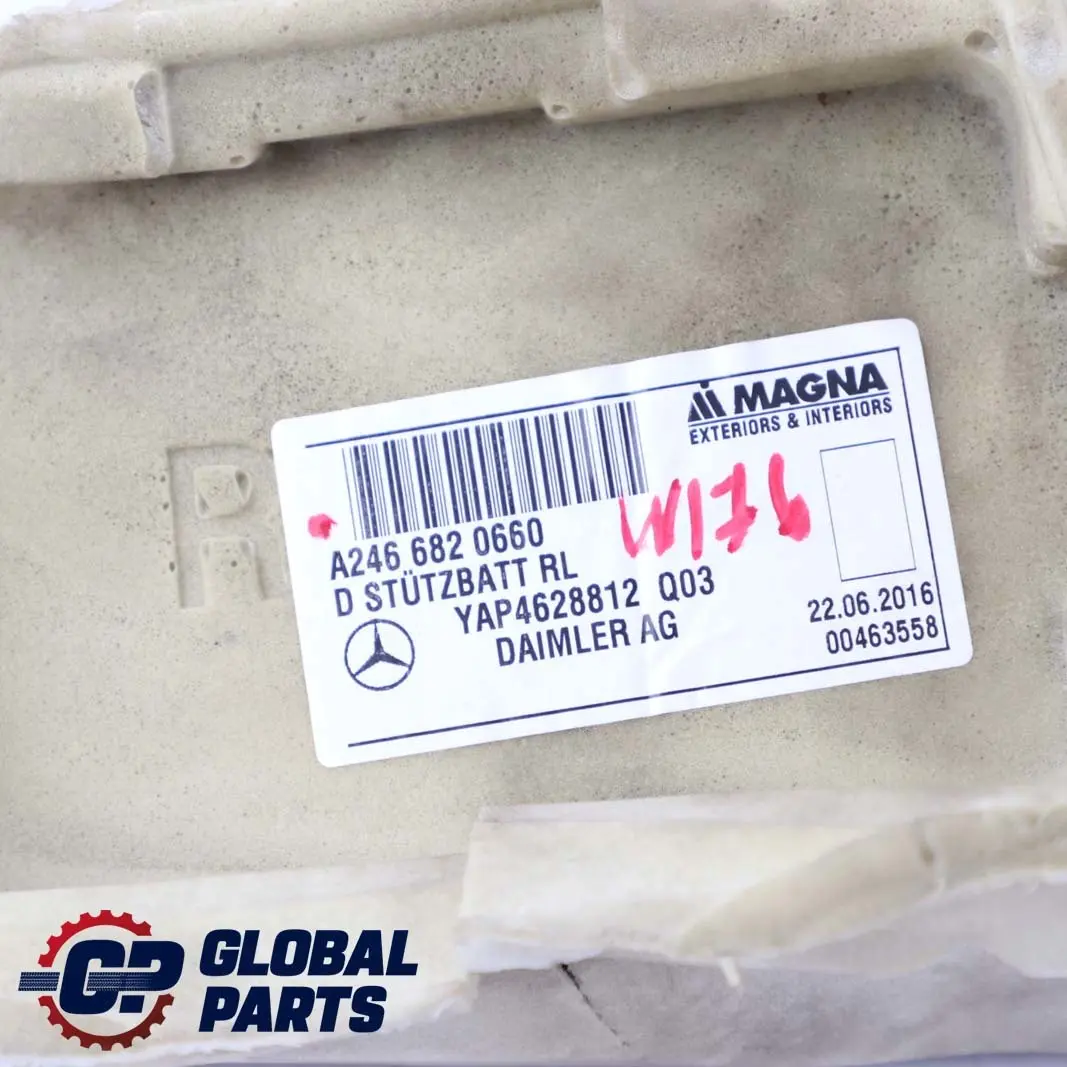 MAGNA
EXTERIORS & INTERIORS
W176
A246 682 0660
D STÜTZBATT RL
YAP4628812 Q03
DAIMLER AG
22.06.2016
00463558
R
GP GLOBAL
PARTS